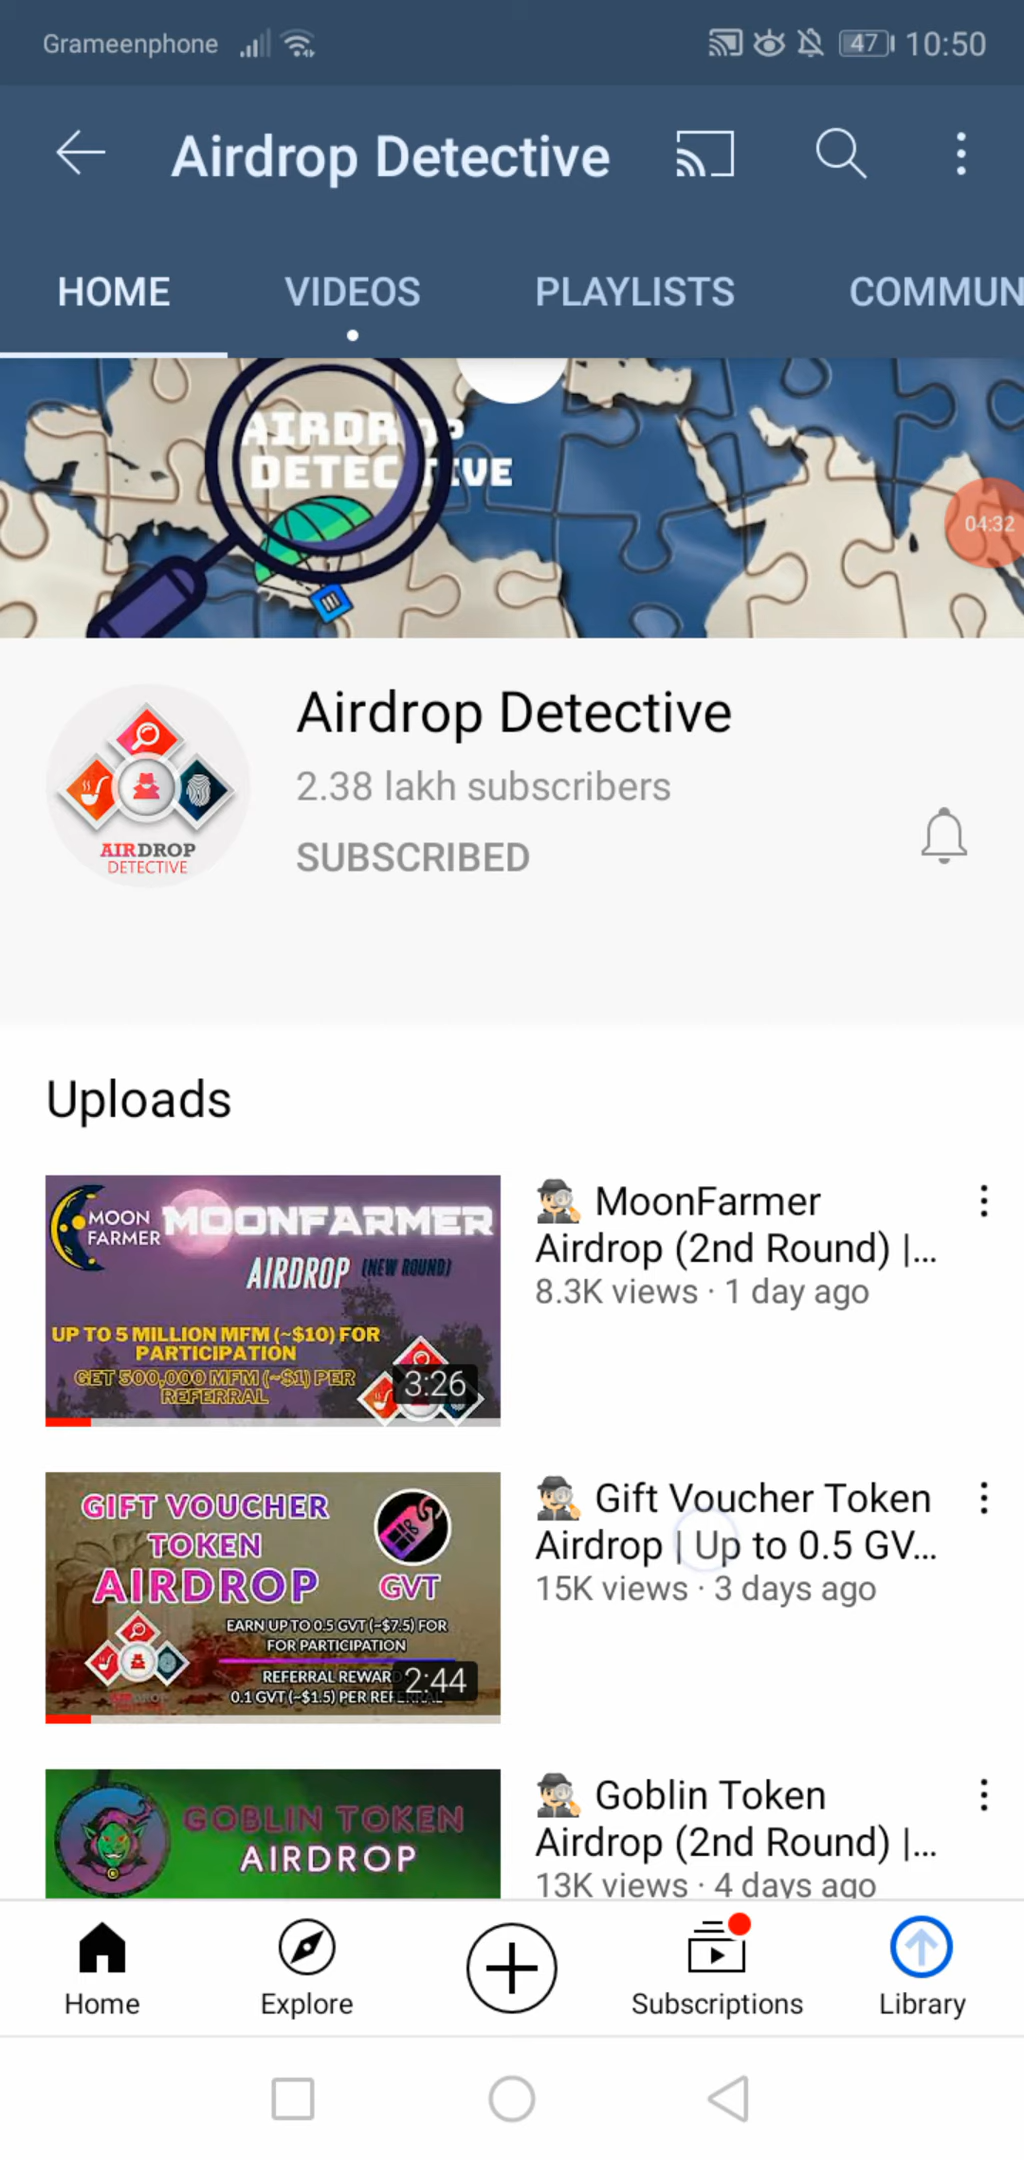 Grameenphone 47 10:50
Airdrop Detective
HOME VIDEOS PLAYLISTS COMMUN
AIRDROP
DETECTIVE
04:32
Airdrop Detective
2.38 lakh subscribers
SUBSCRIBED
AIRDROP
DETECTIVE
Uploads
MOON
FARMER
MOONFARMER
AIRDROP (NEW ROUND)
UP TO 5 MILLION MFM (~$10) FOR
PARTICIPATION
GET 500,000 MFM (~$1) PER
REFERRAL
3:26
MoonFarmer
Airdrop (2nd Round) |...
8.3K views · 1 day ago
GIFT VOUCHER
TOKEN
AIRDROP
GVT
EARN UP TO 0.5 GVT (~$7.5) FOR
FOR PARTICIPATION
REFERRAL REWARD
0.1 GVT (~$1.5) PER REFERRAL
2:44
Gift Voucher Token
Airdrop | Up to 0.5 GV...
15K views · 3 days ago
GOBLIN TOKEN
AIRDROP
Goblin Token
Airdrop (2nd Round) |...
13K views · 4 days ago
Home Explore Subscriptions Library